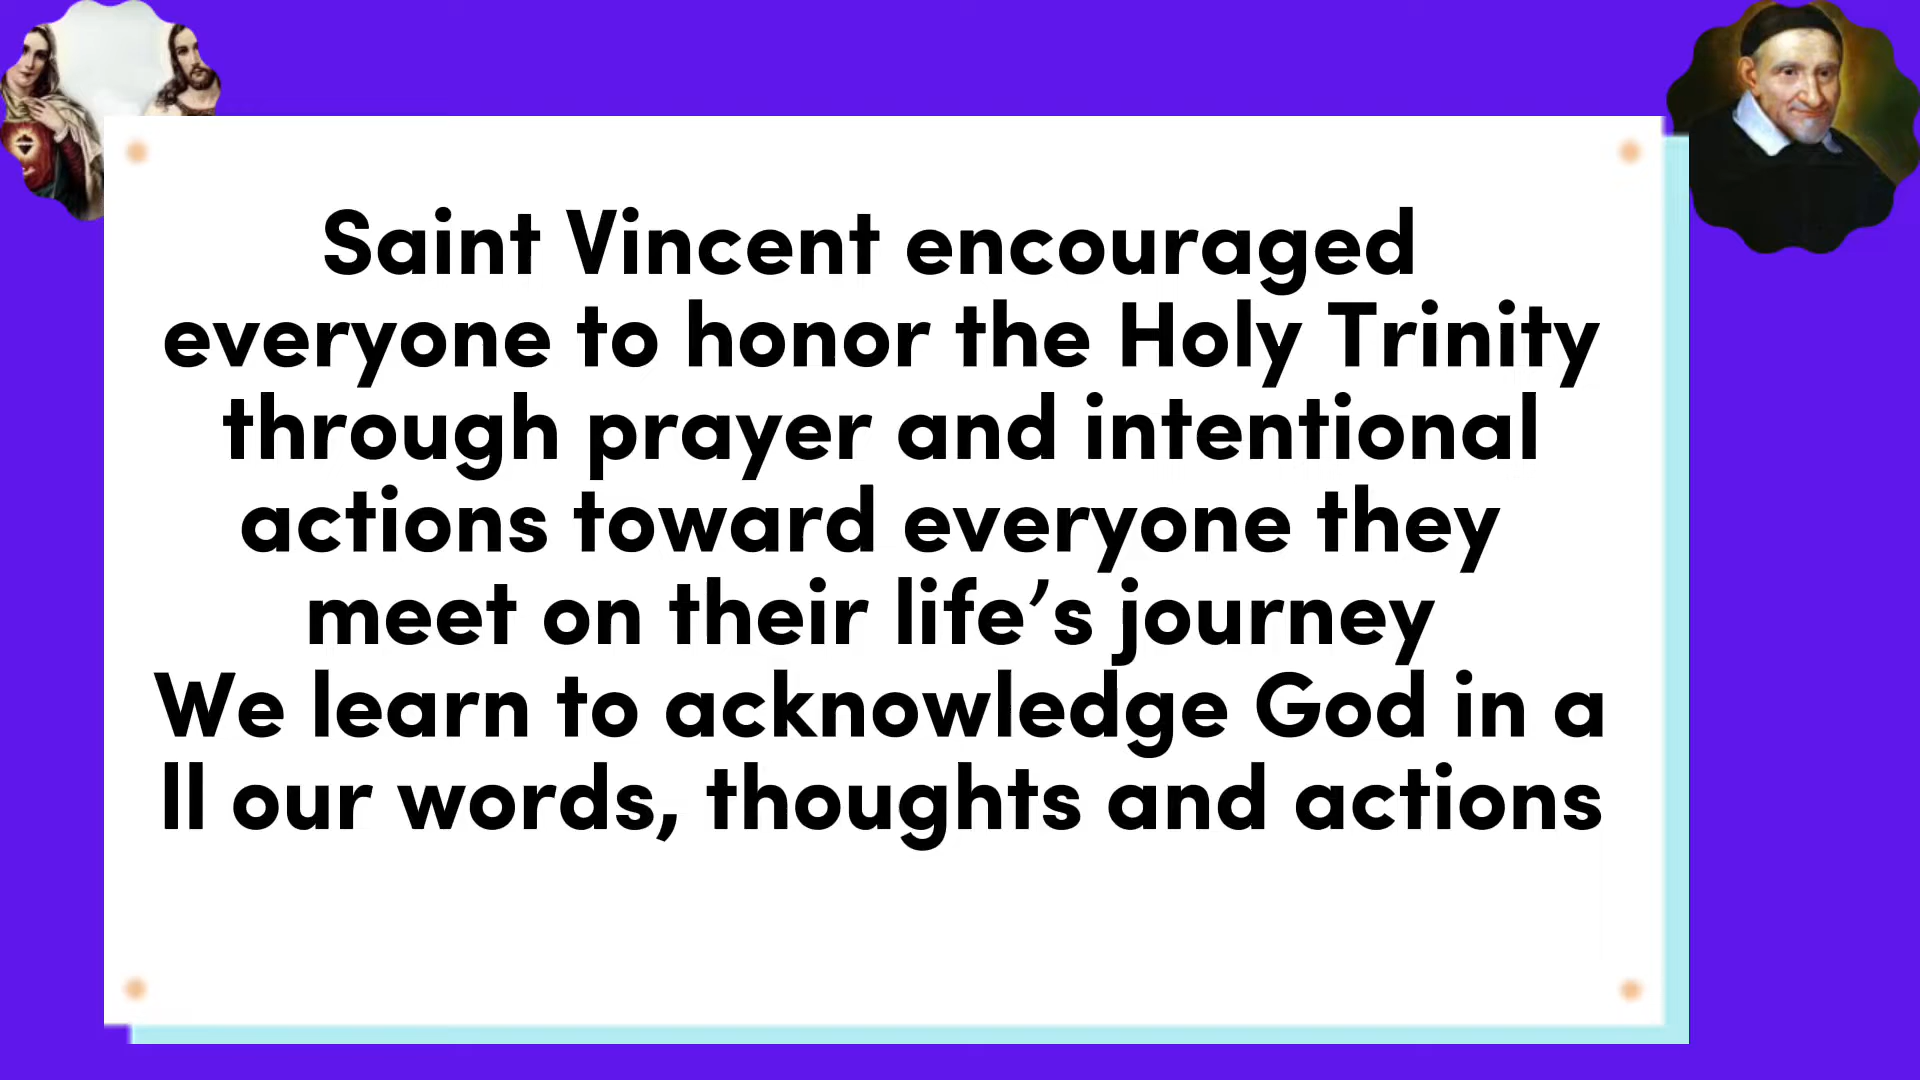 Saint Vincent encouraged
everyone to honor the Holy Trinity
through prayer and intentional
actions toward everyone they
meet on their life’s journey
We learn to acknowledge God in a
ll our words, thoughts and actions